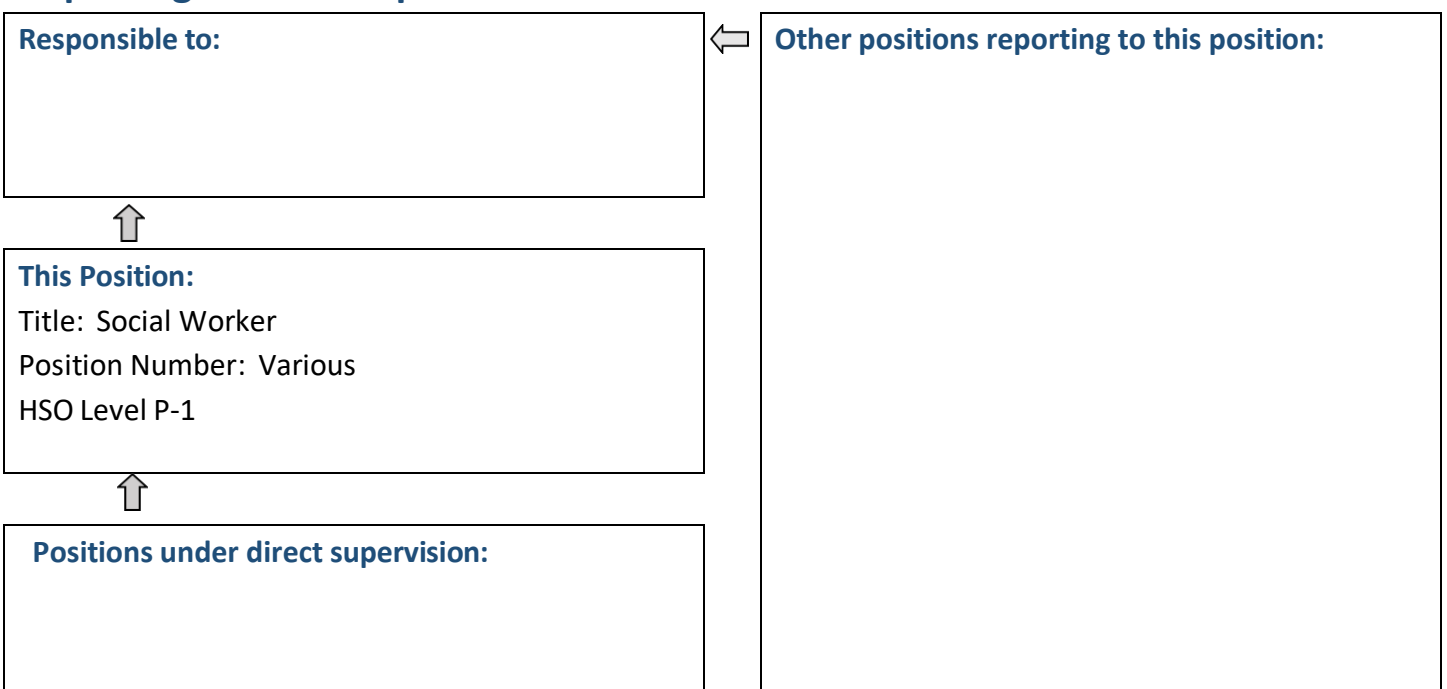 Responsible to:
Other positions reporting to this position:
This Position:
Title: Social Worker
Position Number: Various
HSO Level P-1
Positions under direct supervision: